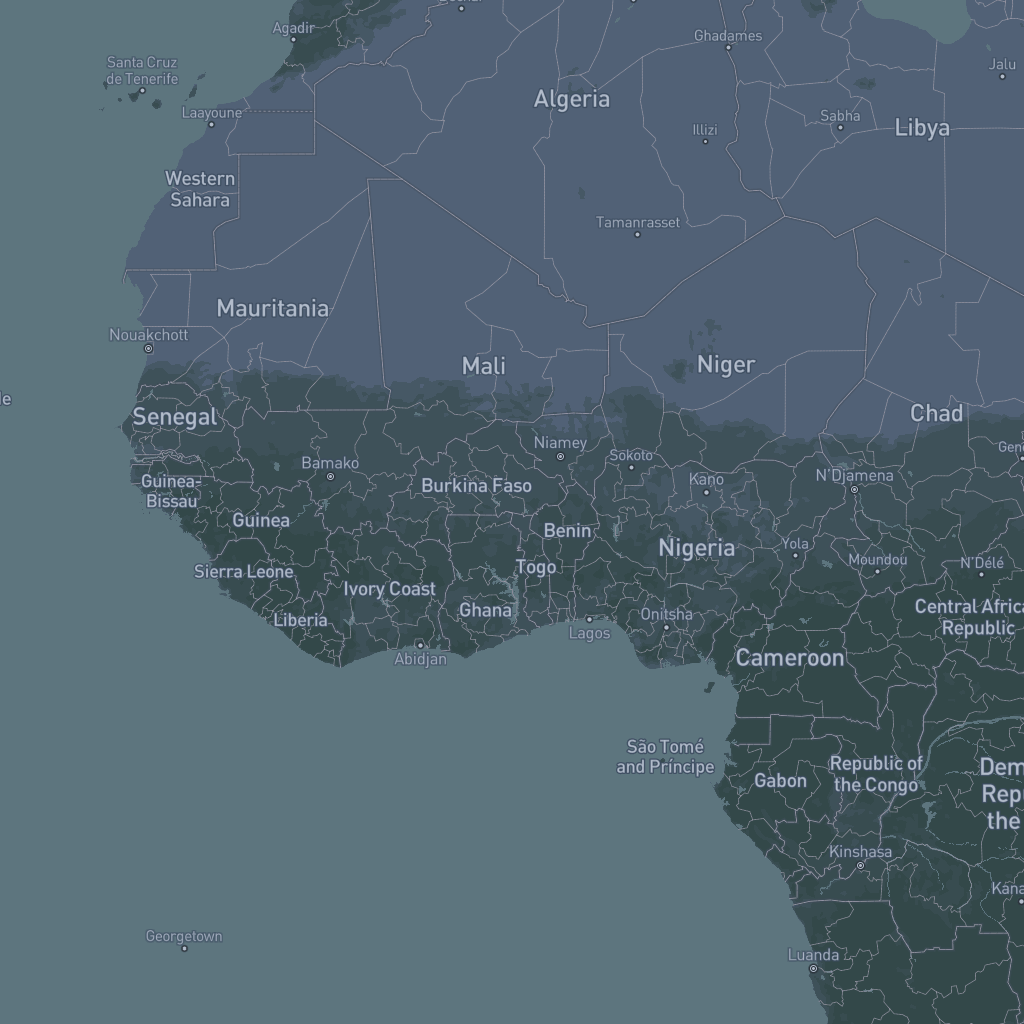 Agadir
Ghadames
Santa Cruz
de Tenerife
Jalu
Algeria
Laayoune
Sabha
Illizi
Libya
Western
Sahara
Tamanrasset
Mauritania
Nouakchott
Mali
Niger
Senegal
Chad
Niamey
Sokoto
Bamako
Kano
N'Djamena
Guinea-
Bissau
Burkina Faso
Guinea
Benin
Nigeria
Yola
Moundou
N'Délé
Togo
Sierra Leone
Ivory Coast
Ghana
Central Africa
Republic
Liberia
Onitsha
Lagos
Abidjan
Cameroon
São Tomé
and Príncipe
Republic of
the Congo
Gabon
Dem
Rep
the
Kinshasa
Kana
Georgetown
Luanda